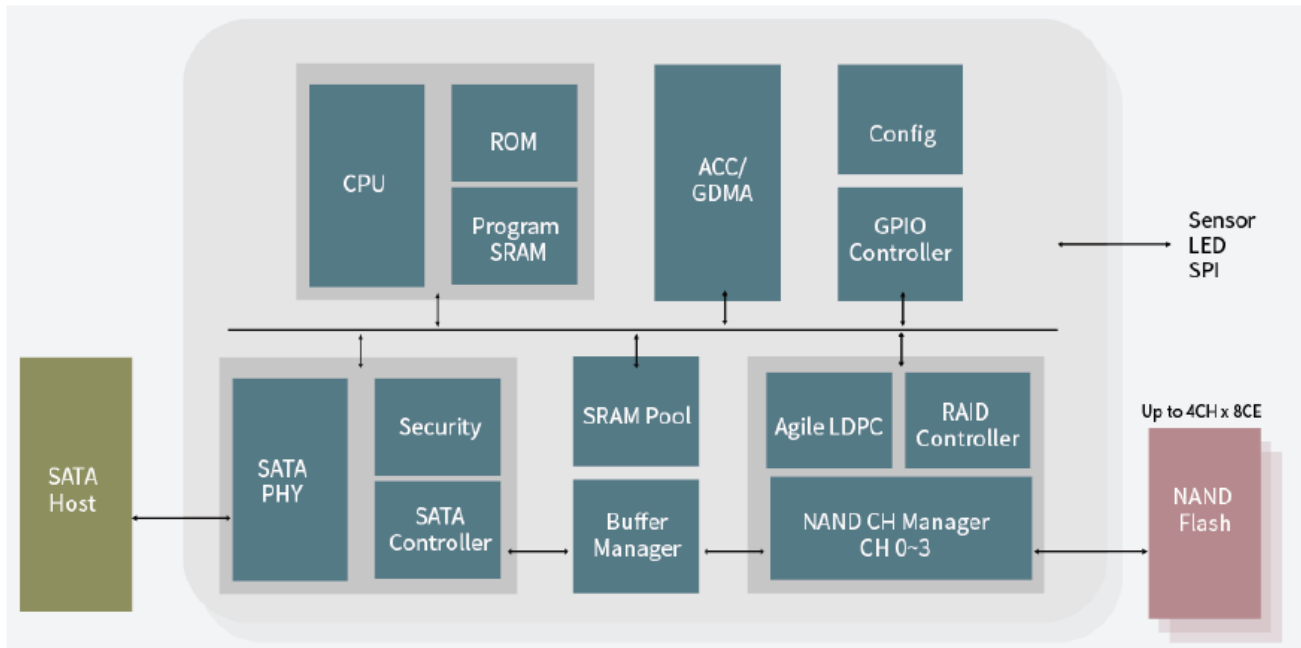 CPU
ROM
Program
SRAM
ACC/
GDMA
Config
GPIO
Controller
Sensor
LED
SPI
SATA
Host
SATA
PHY
Security
SATA
Controller
SRAM Pool
Buffer
Manager
Agile LDPC
RAID
Controller
NAND CH Manager
CH 0~3
Up to 4CH x 8CE
NAND
Flash